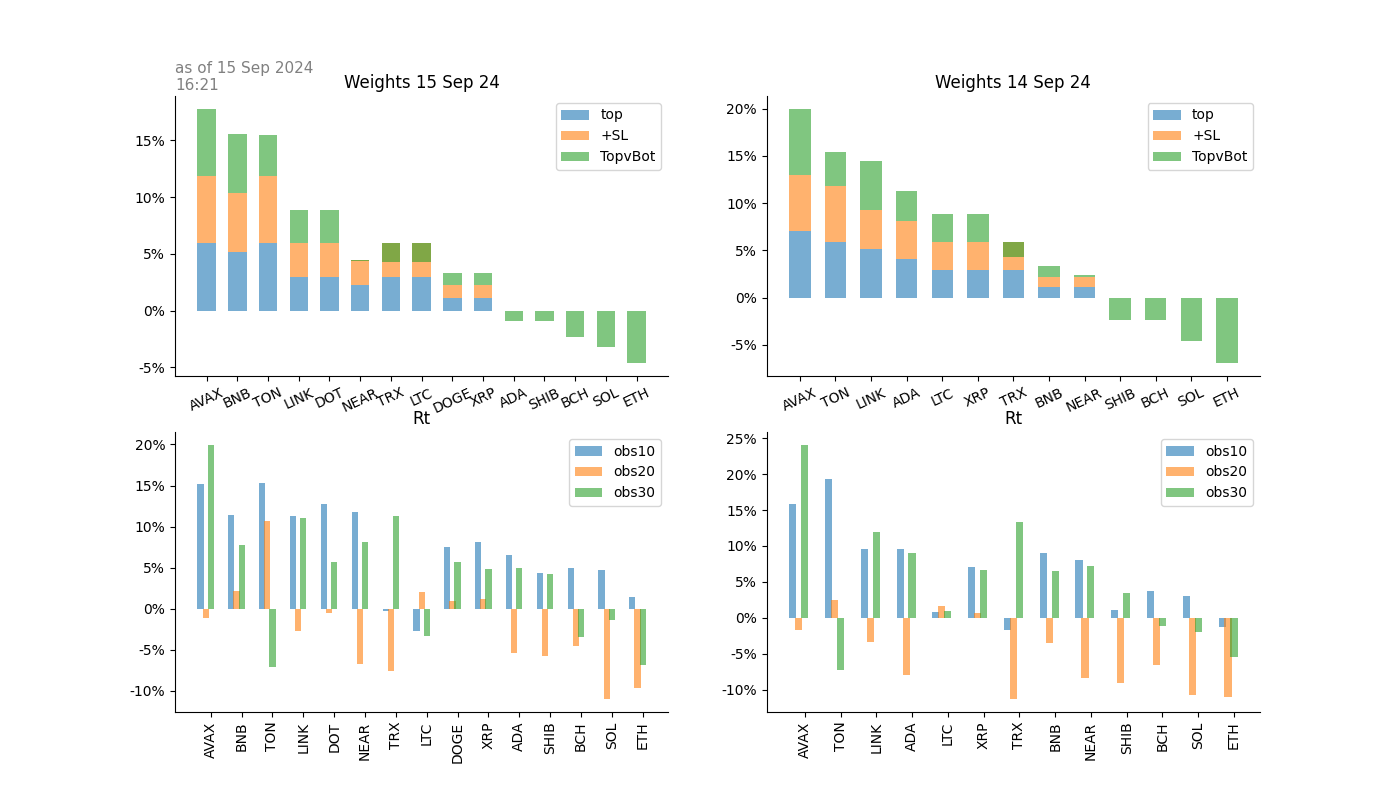 as of 15 Sep 2024
16:21
Weights 15 Sep 24
15%
10%
5%
0%
-5%
top
+SL
TopvBot
AVAX BNB TON LINK DOT NEAR TRX LTC DOGE XRP ADA SHIB BCH SOL ETH
Weights 14 Sep 24
20%
15%
10%
5%
0%
-5%
top
+SL
TopvBot
AVAX TON LINK ADA LTC XRP TRX BNB NEAR SHIB BCH SOL ETH
Rt
20%
15%
10%
5%
0%
-5%
-10%
obs10
obs20
obs30
AVAX BNB TON LINK DOT NEAR TRX LTC DOGE XRP ADA SHIB BCH SOL ETH
Rt
25%
20%
15%
10%
5%
0%
-5%
-10%
obs10
obs20
obs30
AVAX TON LINK ADA LTC XRP TRX BNB NEAR SHIB BCH SOL ETH